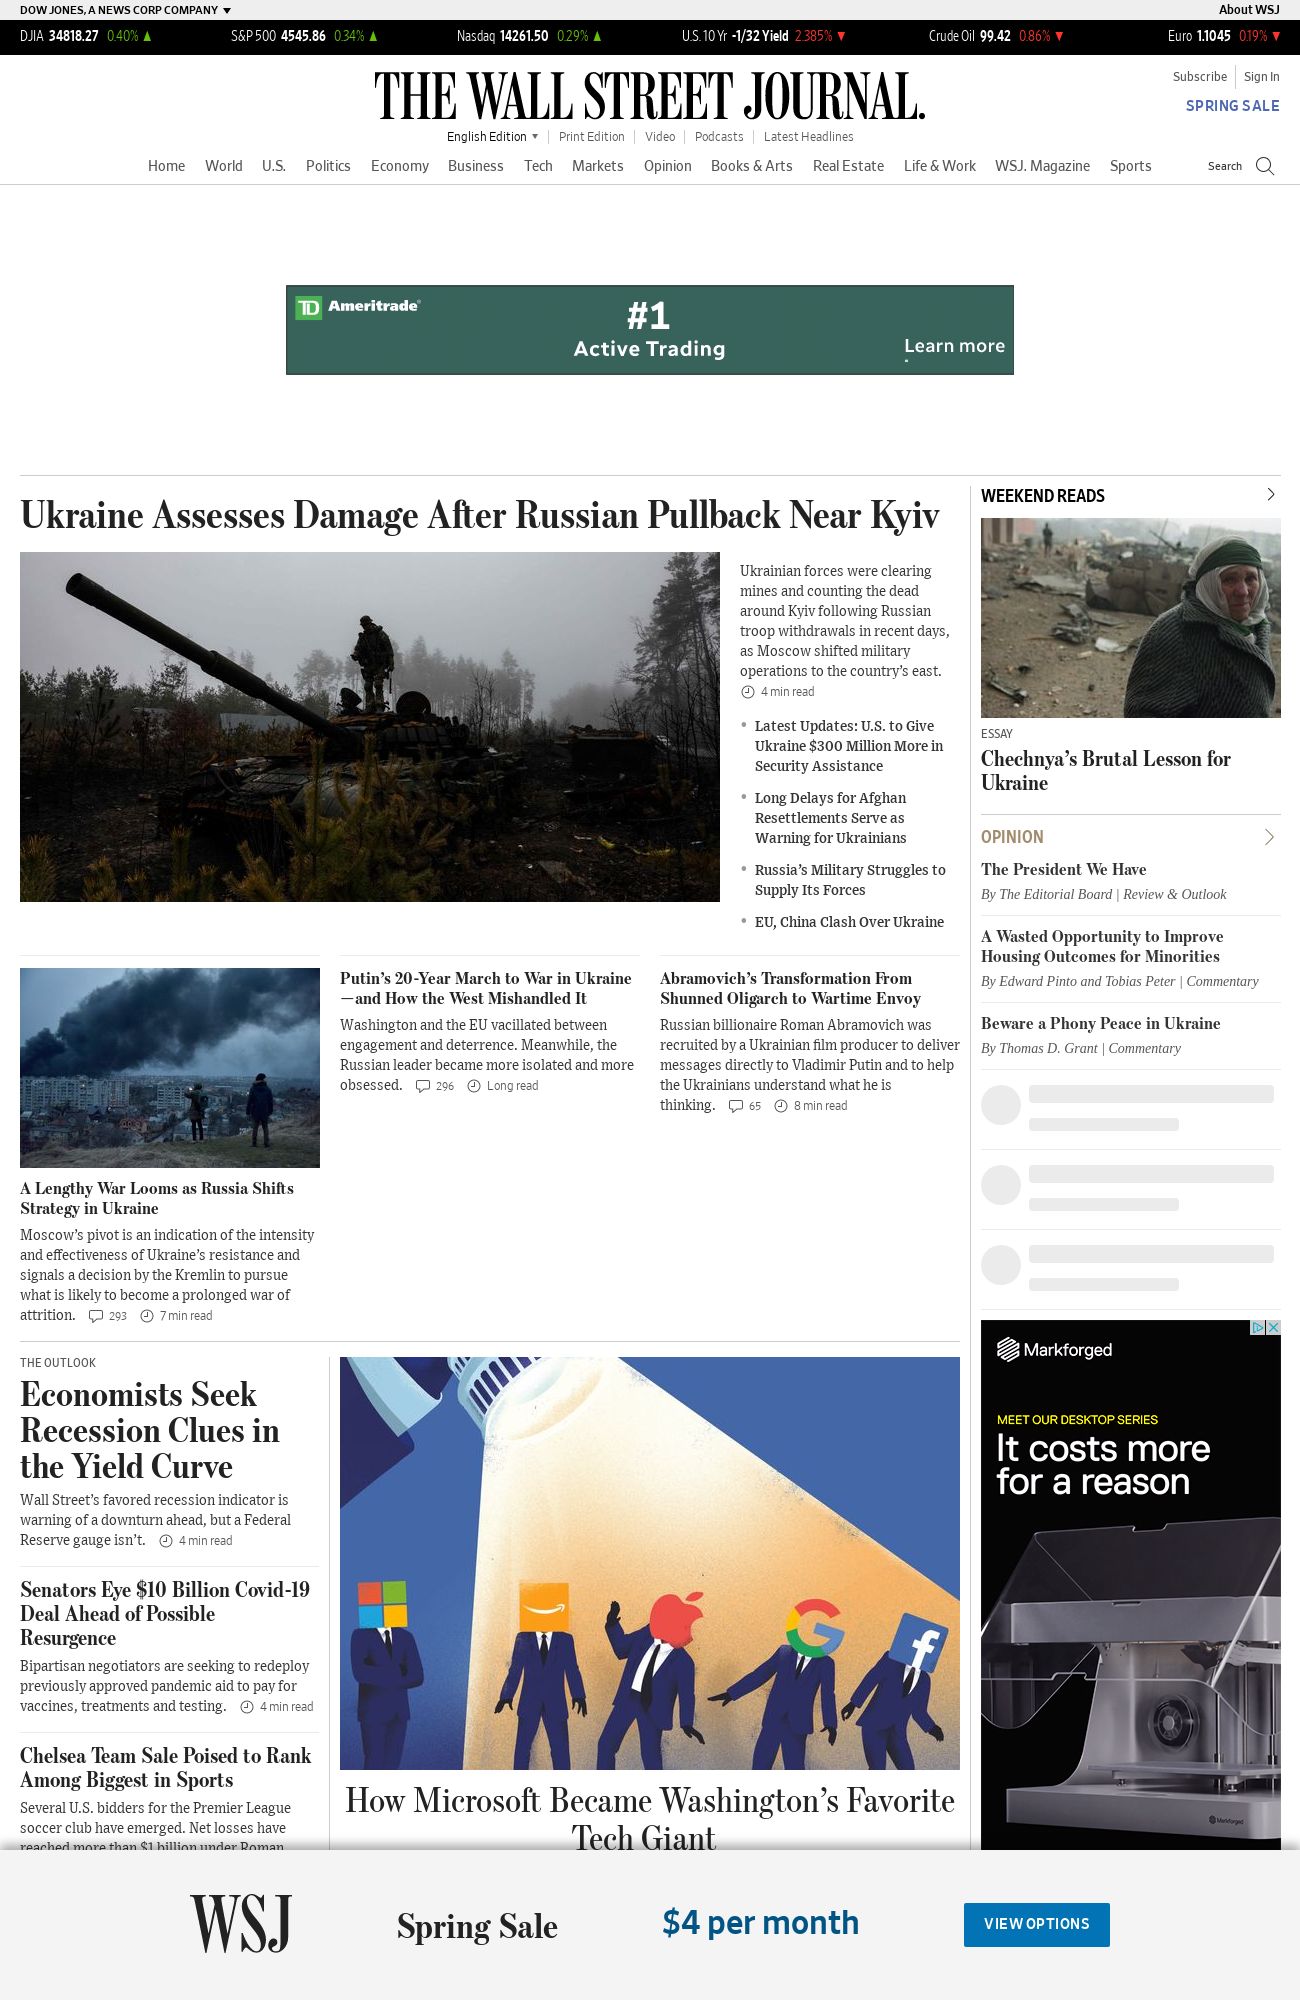 DOW JONES, A NEWS CORP COMPANY
About WSJ
DJIA 34818.27 0.40%
S&P 500 4545.86 0.34%
Nasdaq 14261.50 0.29%
U.S. 10 Yr -1/32 Yield 2.385%
Crude Oil 99.42 0.86%
Euro 1.1045 0.19%
THE WALL STREET JOURNAL.
Subscribe
Sign In
SPRING SALE
English Edition
Print Edition
Video
Podcasts
Latest Headlines
Home World U.S. Politics Economy Business Tech Markets Opinion Books & Arts Real Estate Life & Work WSJ. Magazine Sports
Search
TD Ameritrade®
#1
Active Trading
Learn more
Ukraine Assesses Damage After Russian Pullback Near Kyiv
Ukrainian forces were clearing
mines and counting the dead
around Kyiv following Russian
troop withdrawals in recent days,
as Moscow shifted military
operations to the country’s east.
4 min read
• Latest Updates: U.S. to Give
Ukraine $300 Million More in
Security Assistance
• Long Delays for Afghan
Resettlements Serve as
Warning for Ukrainians
• Russia’s Military Struggles to
Supply Its Forces
• EU, China Clash Over Ukraine
A Lengthy War Looms as Russia Shifts
Strategy in Ukraine
Moscow’s pivot is an indication of the intensity
and effectiveness of Ukraine’s resistance and
signals a decision by the Kremlin to pursue
what is likely to become a prolonged war of
attrition. 293 7 min read
Putin’s 20-Year March to War in Ukraine
—and How the West Mishandled It
Washington and the EU vacillated between
engagement and deterrence. Meanwhile, the
Russian leader became more isolated and more
obsessed. 296 Long read
Abramovich’s Transformation From
Shunned Oligarch to Wartime Envoy
Russian billionaire Roman Abramovich was
recruited by a Ukrainian film producer to deliver
messages directly to Vladimir Putin and to help
the Ukrainians understand what he is
thinking. 65 8 min read
THE OUTLOOK
Economists Seek
Recession Clues in
the Yield Curve
Wall Street’s favored recession indicator is
warning of a downturn ahead, but a Federal
Reserve gauge isn’t. 4 min read
Senators Eye $10 Billion Covid-19
Deal Ahead of Possible
Resurgence
Bipartisan negotiators are seeking to redeploy
previously approved pandemic aid to pay for
vaccines, treatments and testing. 4 min read
Chelsea Team Sale Poised to Rank
Among Biggest in Sports
Several U.S. bidders for the Premier League
soccer club have emerged. Net losses have
reached more than $1 billion under Roman
How Microsoft Became Washington’s Favorite
Tech Giant
WEEKEND READS
ESSAY
Chechnya’s Brutal Lesson for
Ukraine
OPINION
The President We Have
By The Editorial Board | Review & Outlook
A Wasted Opportunity to Improve
Housing Outcomes for Minorities
By Edward Pinto and Tobias Peter | Commentary
Beware a Phony Peace in Ukraine
By Thomas D. Grant | Commentary
Markforged
MEET OUR DESKTOP SERIES
It costs more
for a reason
Markforged
WSJ
Spring Sale
$4 per month
VIEW OPTIONS